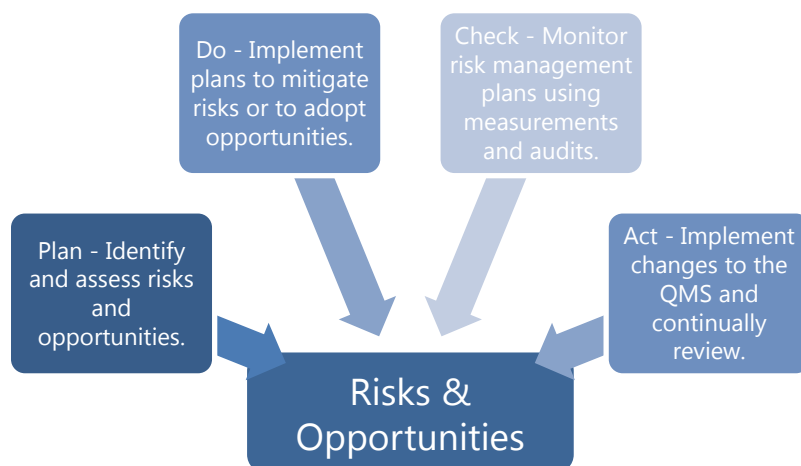 Do - Implement
plans to mitigate
risks or to adopt
opportunities.
Check - Monitor
risk management
plans using
measurements
and audits.
Plan - Identify
and assess risks
and
opportunities.
Act - Implement
changes to the
QMS and
continually
review.
Risks &
Opportunities